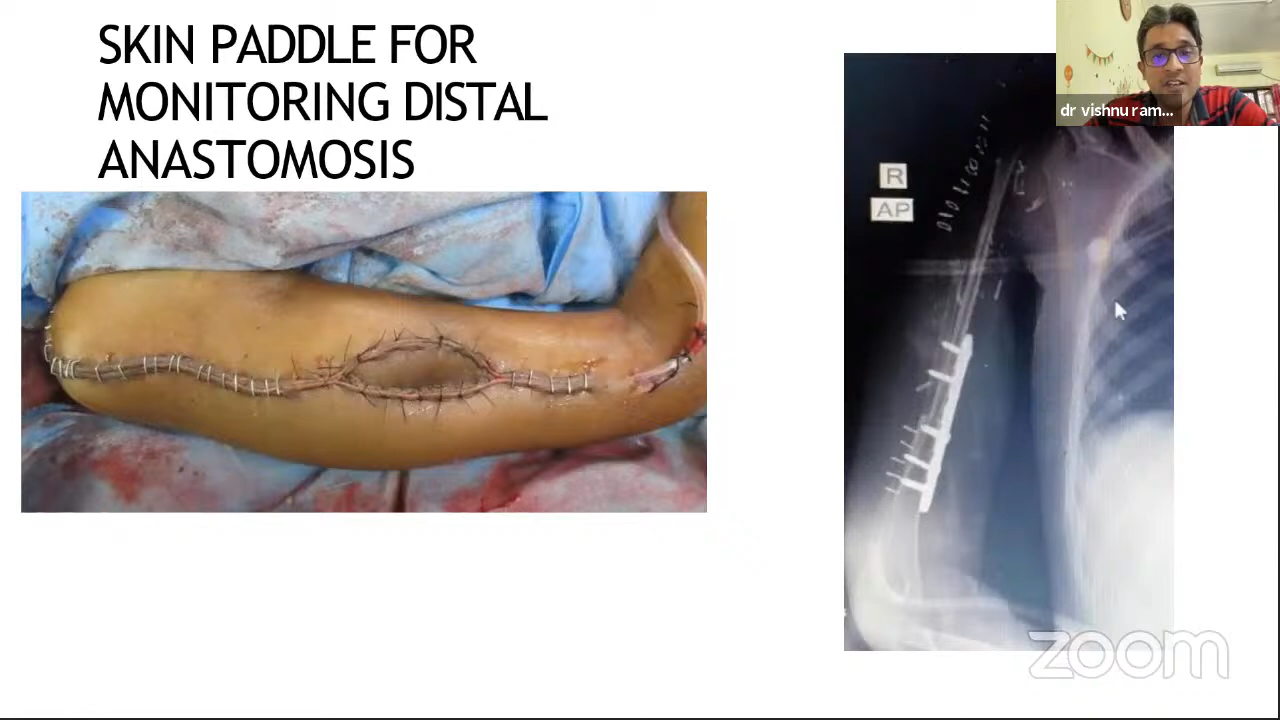 SKIN PADDLE FOR
MONITORING DISTAL
ANASTOMOSIS
dr vishnu ram...
R
AP
zoom